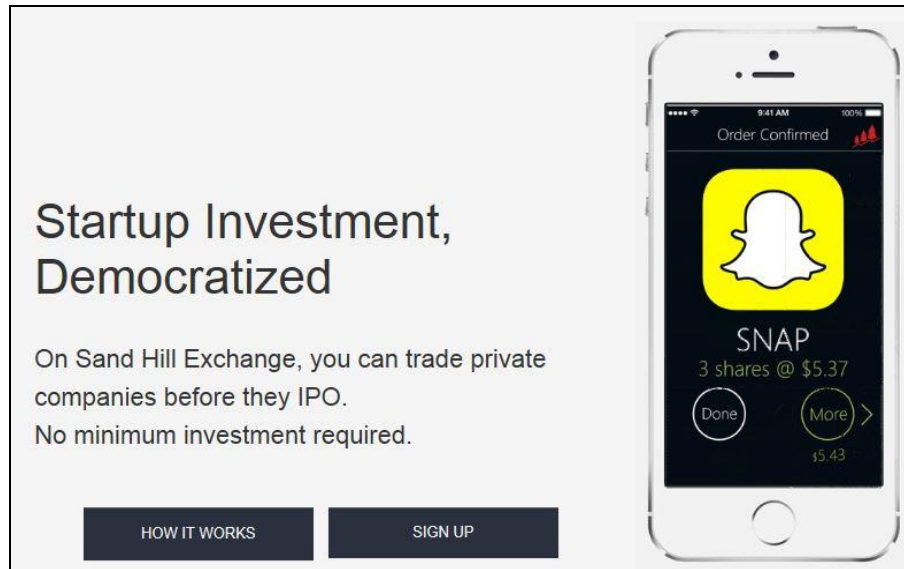 Startup Investment,
Democratized
On Sand Hill Exchange, you can trade private
companies before they IPO.
No minimum investment required.
HOW IT WORKS
SIGN UP
9:41 AM
100%
Order Confirmed
SNAP
3 shares @ $5.37
Done
More
$5.43